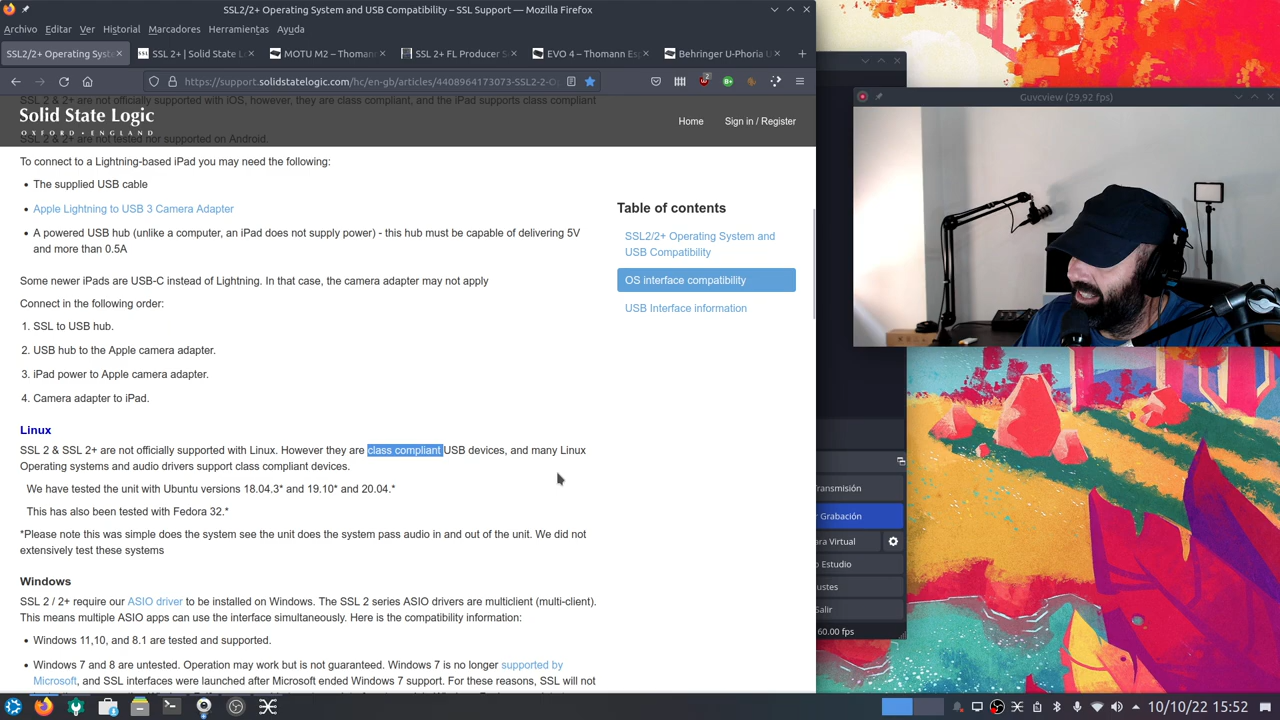 SSL2/2+ Operating System and USB Compatibility – SSL Support — Mozilla Firefox
Archivo Editar Ver Historial Marcadores Herramientas Ayuda
SSL2/2+ Operating Syst
SSL 2+ | Solid State L
MOTU M2 – Thomann
SSL 2+ FL Producer S
EVO 4 – Thomann Es
Behringer U-Phoria U
https://support.solidstatelogic.com/hc/en-gb/articles/4408964173073-SSL-2-2-O
SSL 2 & 2+ are not officially supported with iOS, however, they are class compliant, and the iPad supports class compliant
Solid State Logic
OXFORD • ENGLAND
Home Sign in / Register
SSL 2 & 2+ are not tested nor supported on Android.
To connect to a Lightning-based iPad you may need the following:
• The supplied USB cable
• Apple Lightning to USB 3 Camera Adapter
• A powered USB hub (unlike a computer, an iPad does not supply power) - this hub must be capable of delivering 5V
and more than 0.5A
Some newer iPads are USB-C instead of Lightning. In that case, the camera adapter may not apply
Connect in the following order:
1. SSL to USB hub.
2. USB hub to the Apple camera adapter.
3. iPad power to Apple camera adapter.
4. Camera adapter to iPad.
Linux
SSL 2 & SSL 2+ are not officially supported with Linux. However they are class compliant USB devices, and many Linux
Operating systems and audio drivers support class compliant devices.
We have tested the unit with Ubuntu versions 18.04.3* and 19.10* and 20.04.*
This has also been tested with Fedora 32.*
*Please note this was simple does the system see the unit does the system pass audio in and out of the unit. We did not
extensively test these systems
Windows
SSL 2 / 2+ require our ASIO driver to be installed on Windows. The SSL 2 series ASIO drivers are multiclient (multi-client).
This means multiple ASIO apps can use the interface simultaneously. Here is the compatibility information:
• Windows 11,10, and 8.1 are tested and supported.
• Windows 7 and 8 are untested. Operation may work but is not guaranteed. Windows 7 is no longer supported by
Microsoft, and SSL interfaces were launched after Microsoft ended Windows 7 support. For these reasons, SSL will not
Table of contents
SSL2/2+ Operating System and
USB Compatibility
OS interface compatibility
USB Interface information
Guvcview (29,92 fps)
Transmisión
r Grabación
ara Virtual
o Estudio
ustes
Salir
60.00 fps
10/10/22 15:52